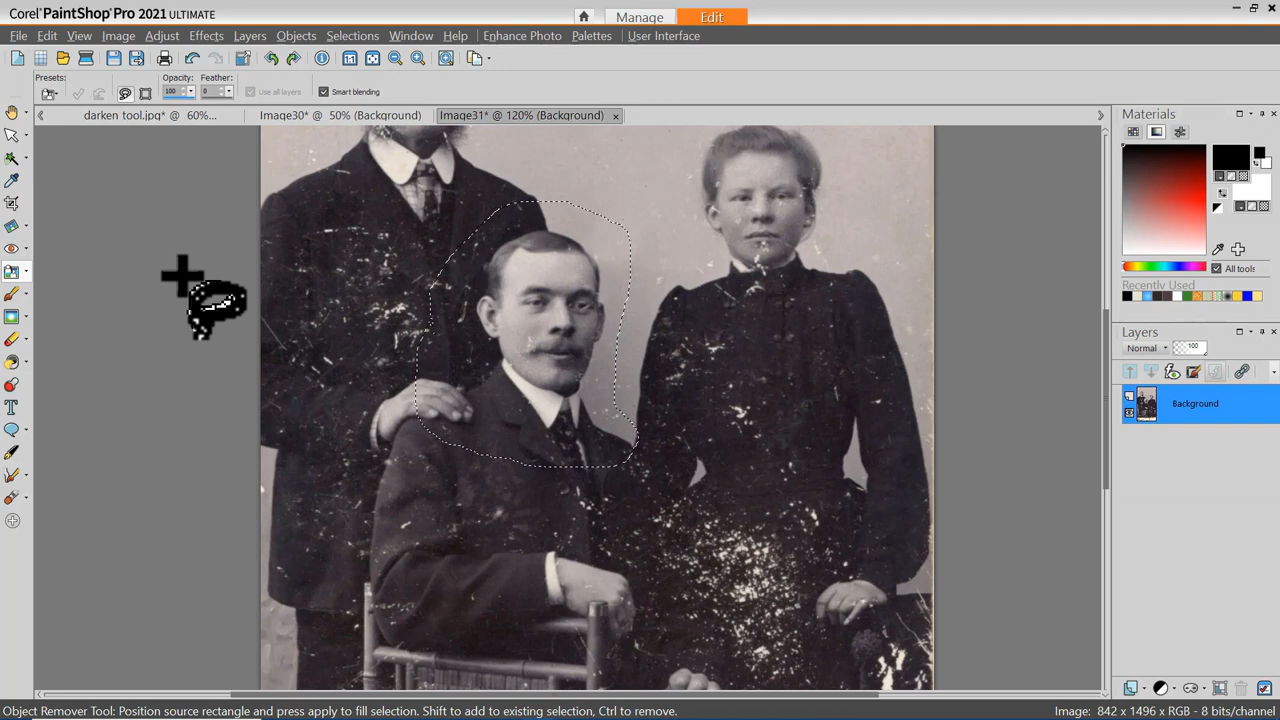 Corel®PaintShop®Pro 2021 ULTIMATE
Manage
Edit
File Edit View Image Adjust Effects Layers Objects Selections Window Help Enhance Photo Palettes User Interface
Presets:
Opacity:
100
Feather:
0
Use all layers
Smart blending
darken tool.jpg* @ 60%...
Image30* @ 50% (Background)
Image31* @ 120% (Background)
Materials
All tools
Recently Used
Layers
Normal
100
Background
Object Remover Tool: Position source rectangle and press apply to fill selection. Shift to add to existing selection, Ctrl to remove.
Image: 842 x 1496 x RGB - 8 bits/channel